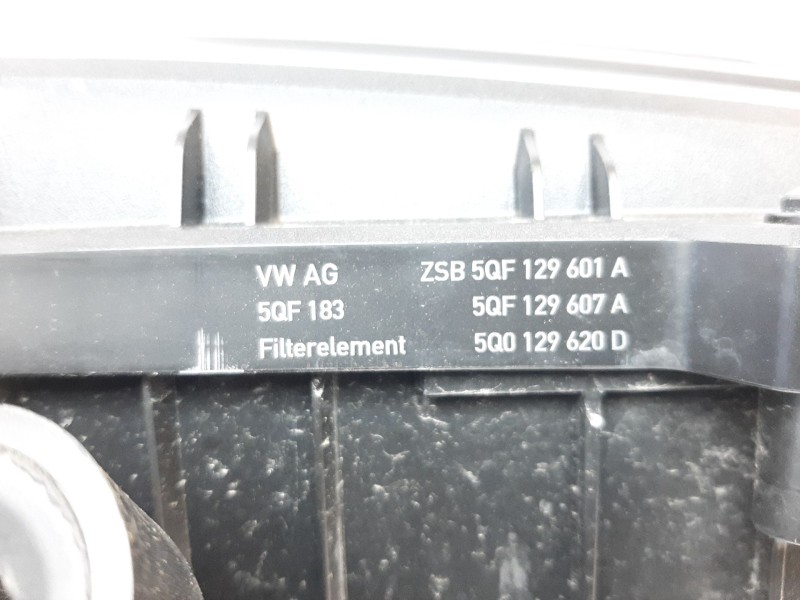 VW AG ZSB 5QF 129 601 A
5QF 183 5QF 129 607 A
Filterelement 5Q0 129 620 D